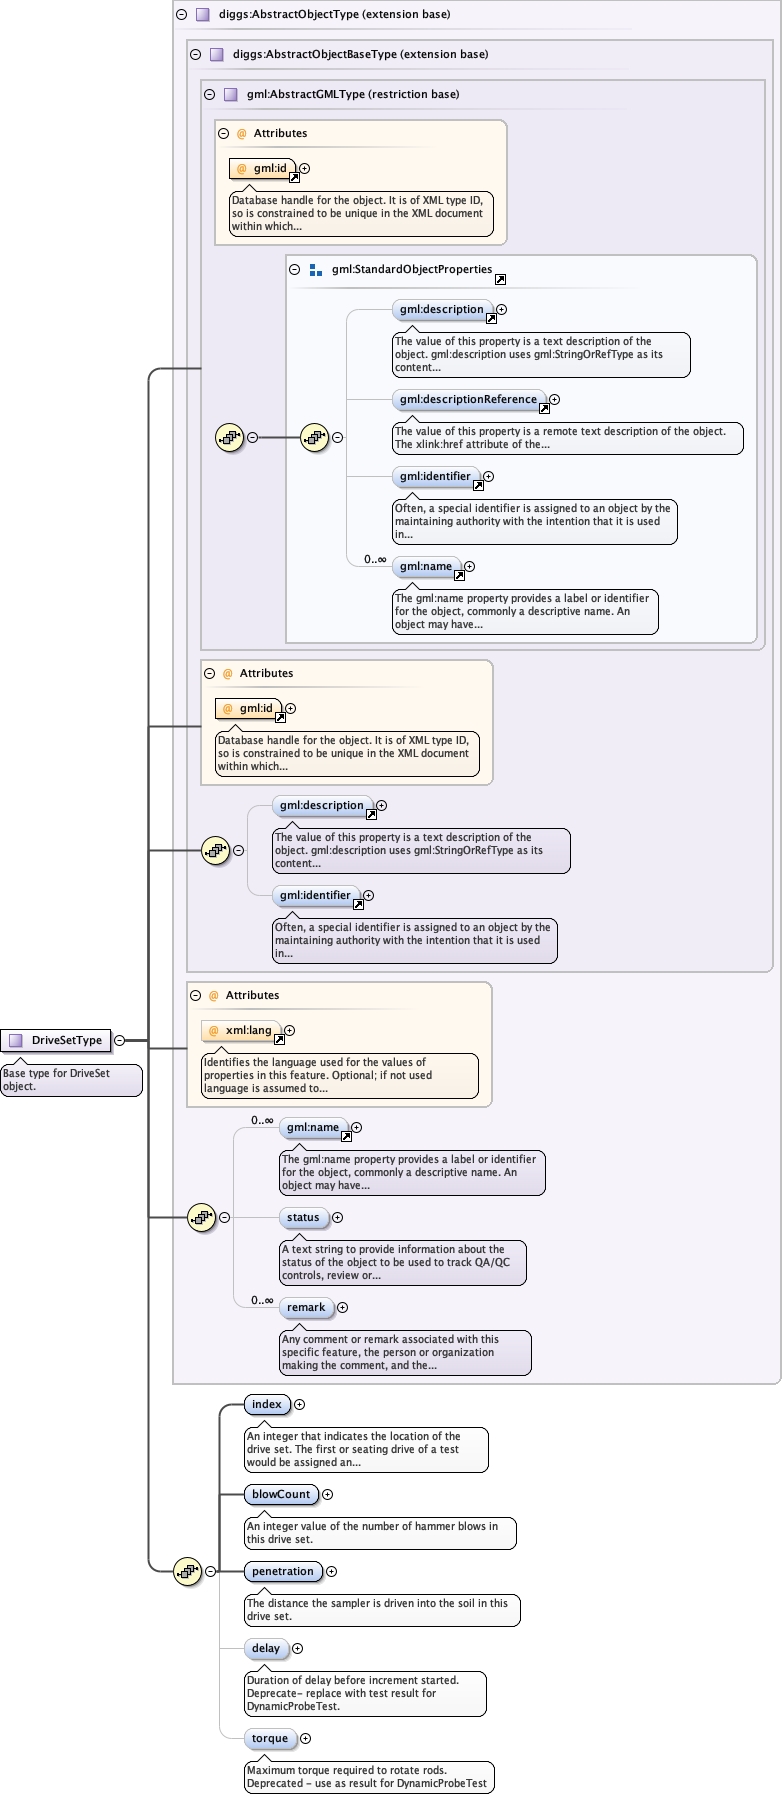 diggs:AbstractObjectType (extension base)
diggs:AbstractObjectBaseType (extension base)
gml:AbstractGMLType (restriction base)
@ Attributes
@ gml:id
Database handle for the object. It is of XML type ID,
so is constrained to be unique in the XML document
within which...
gml:StandardObjectProperties
gml:description
The value of this property is a text description of the
object. gml:description uses gml:StringOrRefType as its
content...
gml:descriptionReference
The value of this property is a remote text description of the object.
The xlink:href attribute of the...
gml:identifier
Often, a special identifier is assigned to an object by the
maintaining authority with the intention that it is used
in...
0..∞
gml:name
The gml:name property provides a label or identifier
for the object, commonly a descriptive name. An
object may have...
@ Attributes
@ gml:id
Database handle for the object. It is of XML type ID,
so is constrained to be unique in the XML document
within which...
gml:description
The value of this property is a text description of the
object. gml:description uses gml:StringOrRefType as its
content...
gml:identifier
Often, a special identifier is assigned to an object by the
maintaining authority with the intention that it is used
in...
@ Attributes
@ xml:lang
Identifies the language used for the values of
properties in this feature. Optional; if not used
language is assumed to...
DriveSetType
Base type for DriveSet
object.
0..∞
gml:name
The gml:name property provides a label or identifier
for the object, commonly a descriptive name. An
object may have...
status
A text string to provide information about the
status of the object to be used to track QA/QC
controls, review or...
0..∞
remark
Any comment or remark associated with this
specific feature, the person or organization
making the comment, and the...
index
An integer that indicates the location of the
drive set. The first or seating drive of a test
would be assigned an...
blowCount
An integer value of the number of hammer blows in
this drive set.
penetration
The distance the sampler is driven into the soil in this
drive set.
delay
Duration of delay before increment started.
Deprecate- replace with test result for
DynamicProbeTest.
torque
Maximum torque required to rotate rods.
Deprecated - use as result for DynamicProbeTest